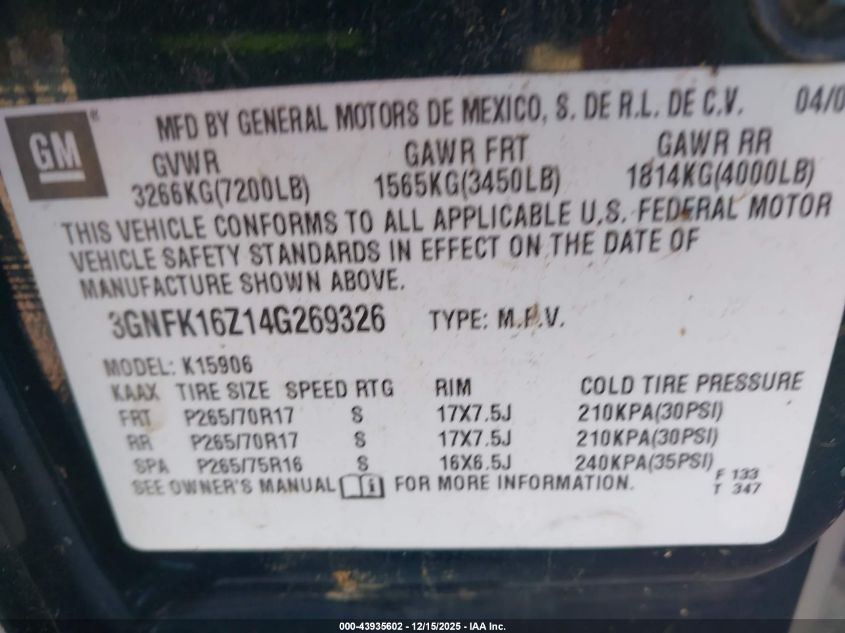 GM ®
MFD BY GENERAL MOTORS DE MEXICO, S. DE R.L. DE C.V. 04/0
GVWR GAWR FRT GAWR RR
3266KG(7200LB) 1565KG(3450LB) 1814KG(4000LB)
THIS VEHICLE CONFORMS TO ALL APPLICABLE U.S. FEDERAL MOTOR
VEHICLE SAFETY STANDARDS IN EFFECT ON THE DATE OF
MANUFACTURE SHOWN ABOVE.
3GNFK16Z14G269326 TYPE: M.P.V.
MODEL: K15906
KAAX TIRE SIZE SPEED RTG RIM COLD TIRE PRESSURE
FRT P265/70R17 S 17X7.5J 210KPA(30PSI)
RR P265/70R17 S 17X7.5J 210KPA(30PSI)
SPA P265/75R16 S 16X6.5J 240KPA(35PSI) F 133
SEE OWNER'S MANUAL i FOR MORE INFORMATION. T 347
000-43935602 - 12/15/2025 - IAA Inc.